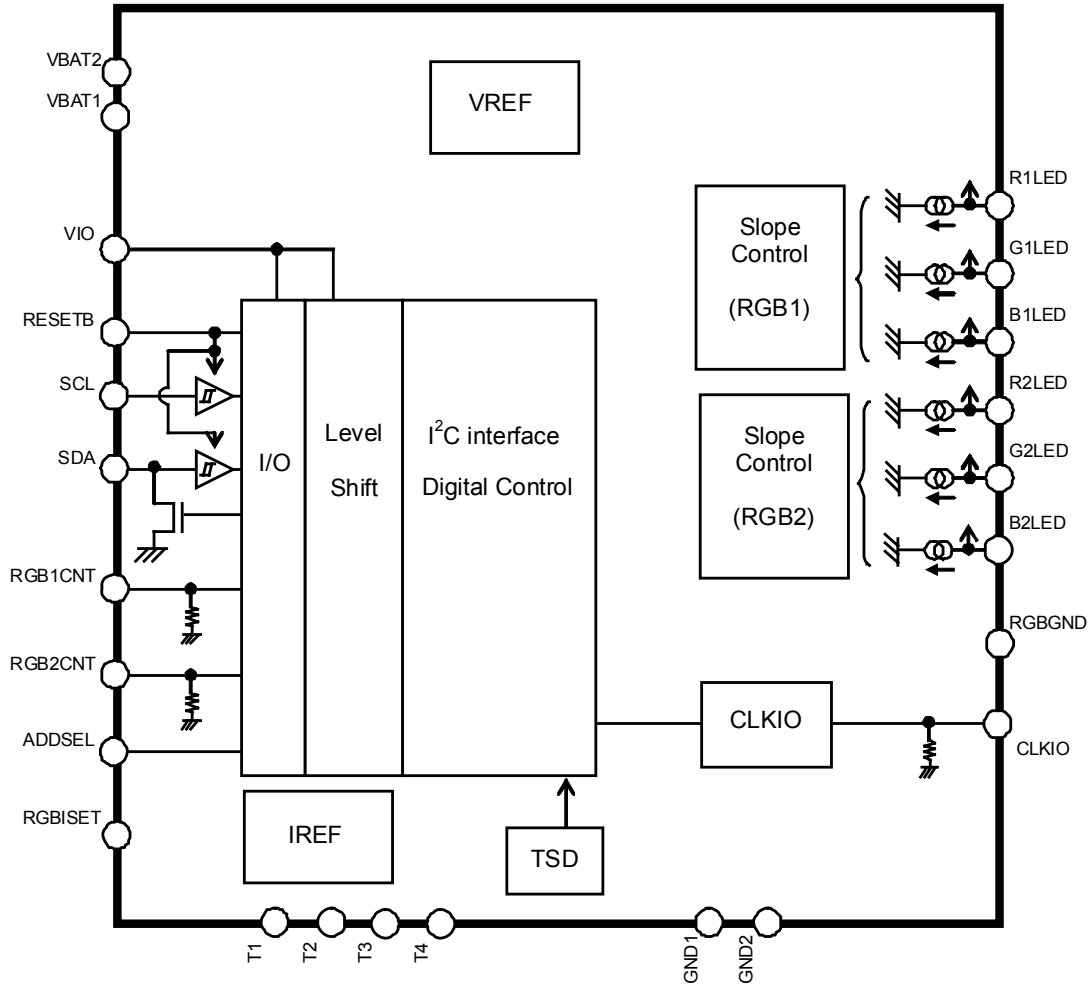 VBAT2
VBAT1
VIO
RESETB
SCL
SDA
RGB1CNT
RGB2CNT
ADDSEL
RGBISET
VREF
I/O
Level
Shift
I²C interface
Digital Control
IREF
TSD
Slope
Control
(RGB1)
Slope
Control
(RGB2)
CLKIO
R1LED
G1LED
B1LED
R2LED
G2LED
B2LED
RGBGND
CLKIO
T1
T2
T3
T4
GND1
GND2